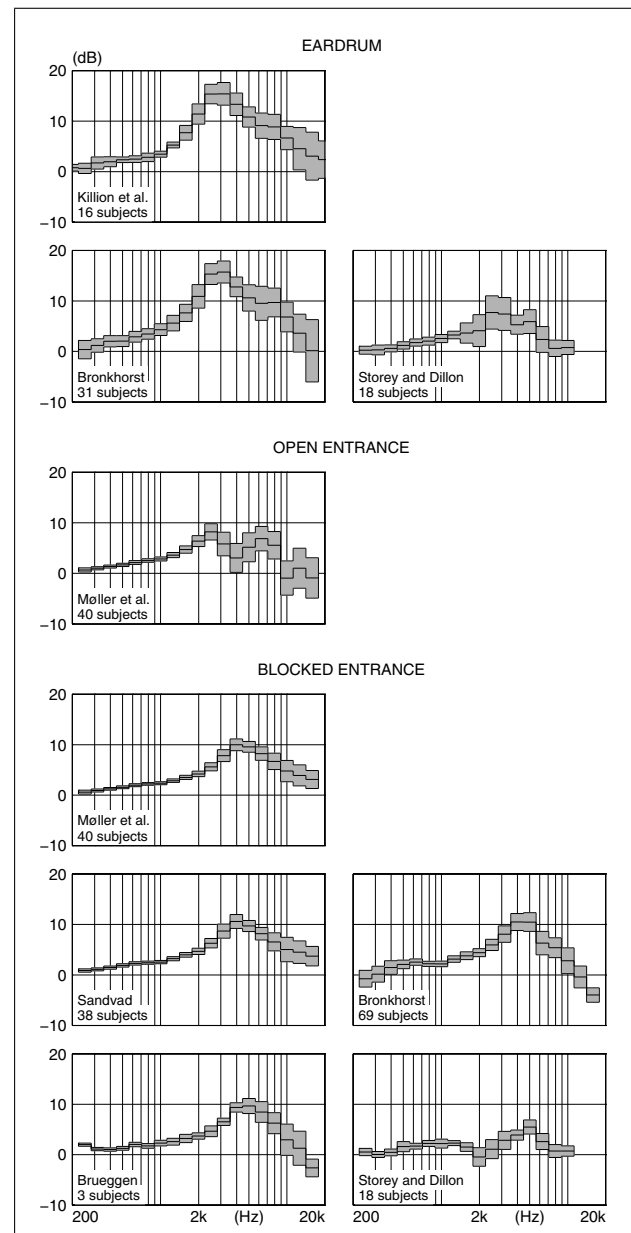 EARDRUM
(dB)
20
10
0
−10
Killion et al.
16 subjects
20
10
0
−10
Bronkhorst
31 subjects
Storey and Dillon
18 subjects
OPEN ENTRANCE
20
10
0
−10
Møller et al.
40 subjects
BLOCKED ENTRANCE
20
10
0
−10
Møller et al.
40 subjects
20
10
0
−10
Sandvad
38 subjects
Bronkhorst
69 subjects
20
10
0
−10
Brueggen
3 subjects
Storey and Dillon
18 subjects
200 2k (Hz) 20k
200 2k (Hz) 20k